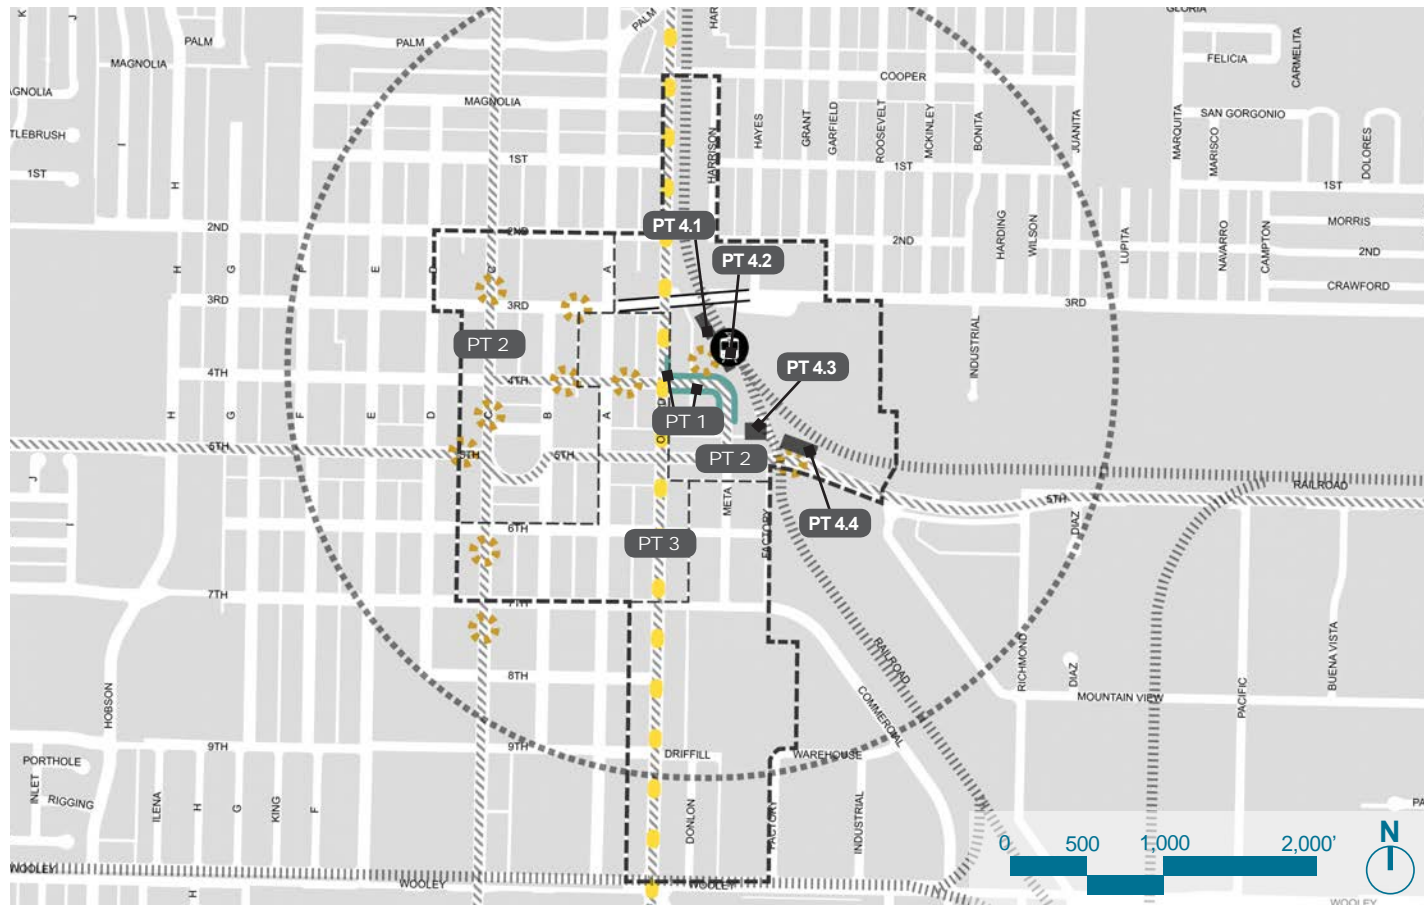 K
J
PALM
PALM
PALM
HAR
GLORIA
MAGNOLIA
FELICIA
CARMELITA
COOPER
AGNOLIA
MAGNOLIA
TLEBRUSH
I
HARRISON
HAYES
GRANT
GARFIELD
ROOSEVELT
MCKINLEY
BONITA
JUANITA
MARQUITA
SAN GORGONIO
MARISCO
DOLORES
1ST
1ST
1ST
H
1ST
2ND
2ND
PT 4.1
2ND
HARDING
WILSON
LUPITA
NAVARRO
CAMPTON
MORRIS
2ND
H
G
F
E
D
C
A
PT 4.2
CRAWFORD
3RD
3RD
3RD
PT 2
INDUSTRIAL
4TH
4TH
PT 4.3
H
G
F
E
D
C
B
A
PT 1
5TH
5TH
5TH
PT 2
J
RAILROAD
META
5TH
I
6TH
6TH
FACTORY
PT 4.4
DIAZ
PT 3
7TH
7TH
RAILROAD
RICHMOND
DIAZ
BUENA VISTA
8TH
HOBSON
COMMERCIAL
MOUNTAIN VIEW
PACIFIC
9TH
9TH
DRIFFILL
WAREHOUSE
PORTHOLE
INLET
RIGGING
ILENA
H
G
KING
F
DONLON
FACTORY
INDUSTRIAL
PA
0
500
1,000
2,000'
N
WOOLEY
WOOLEY
WOOLEY
H
WOOLEY